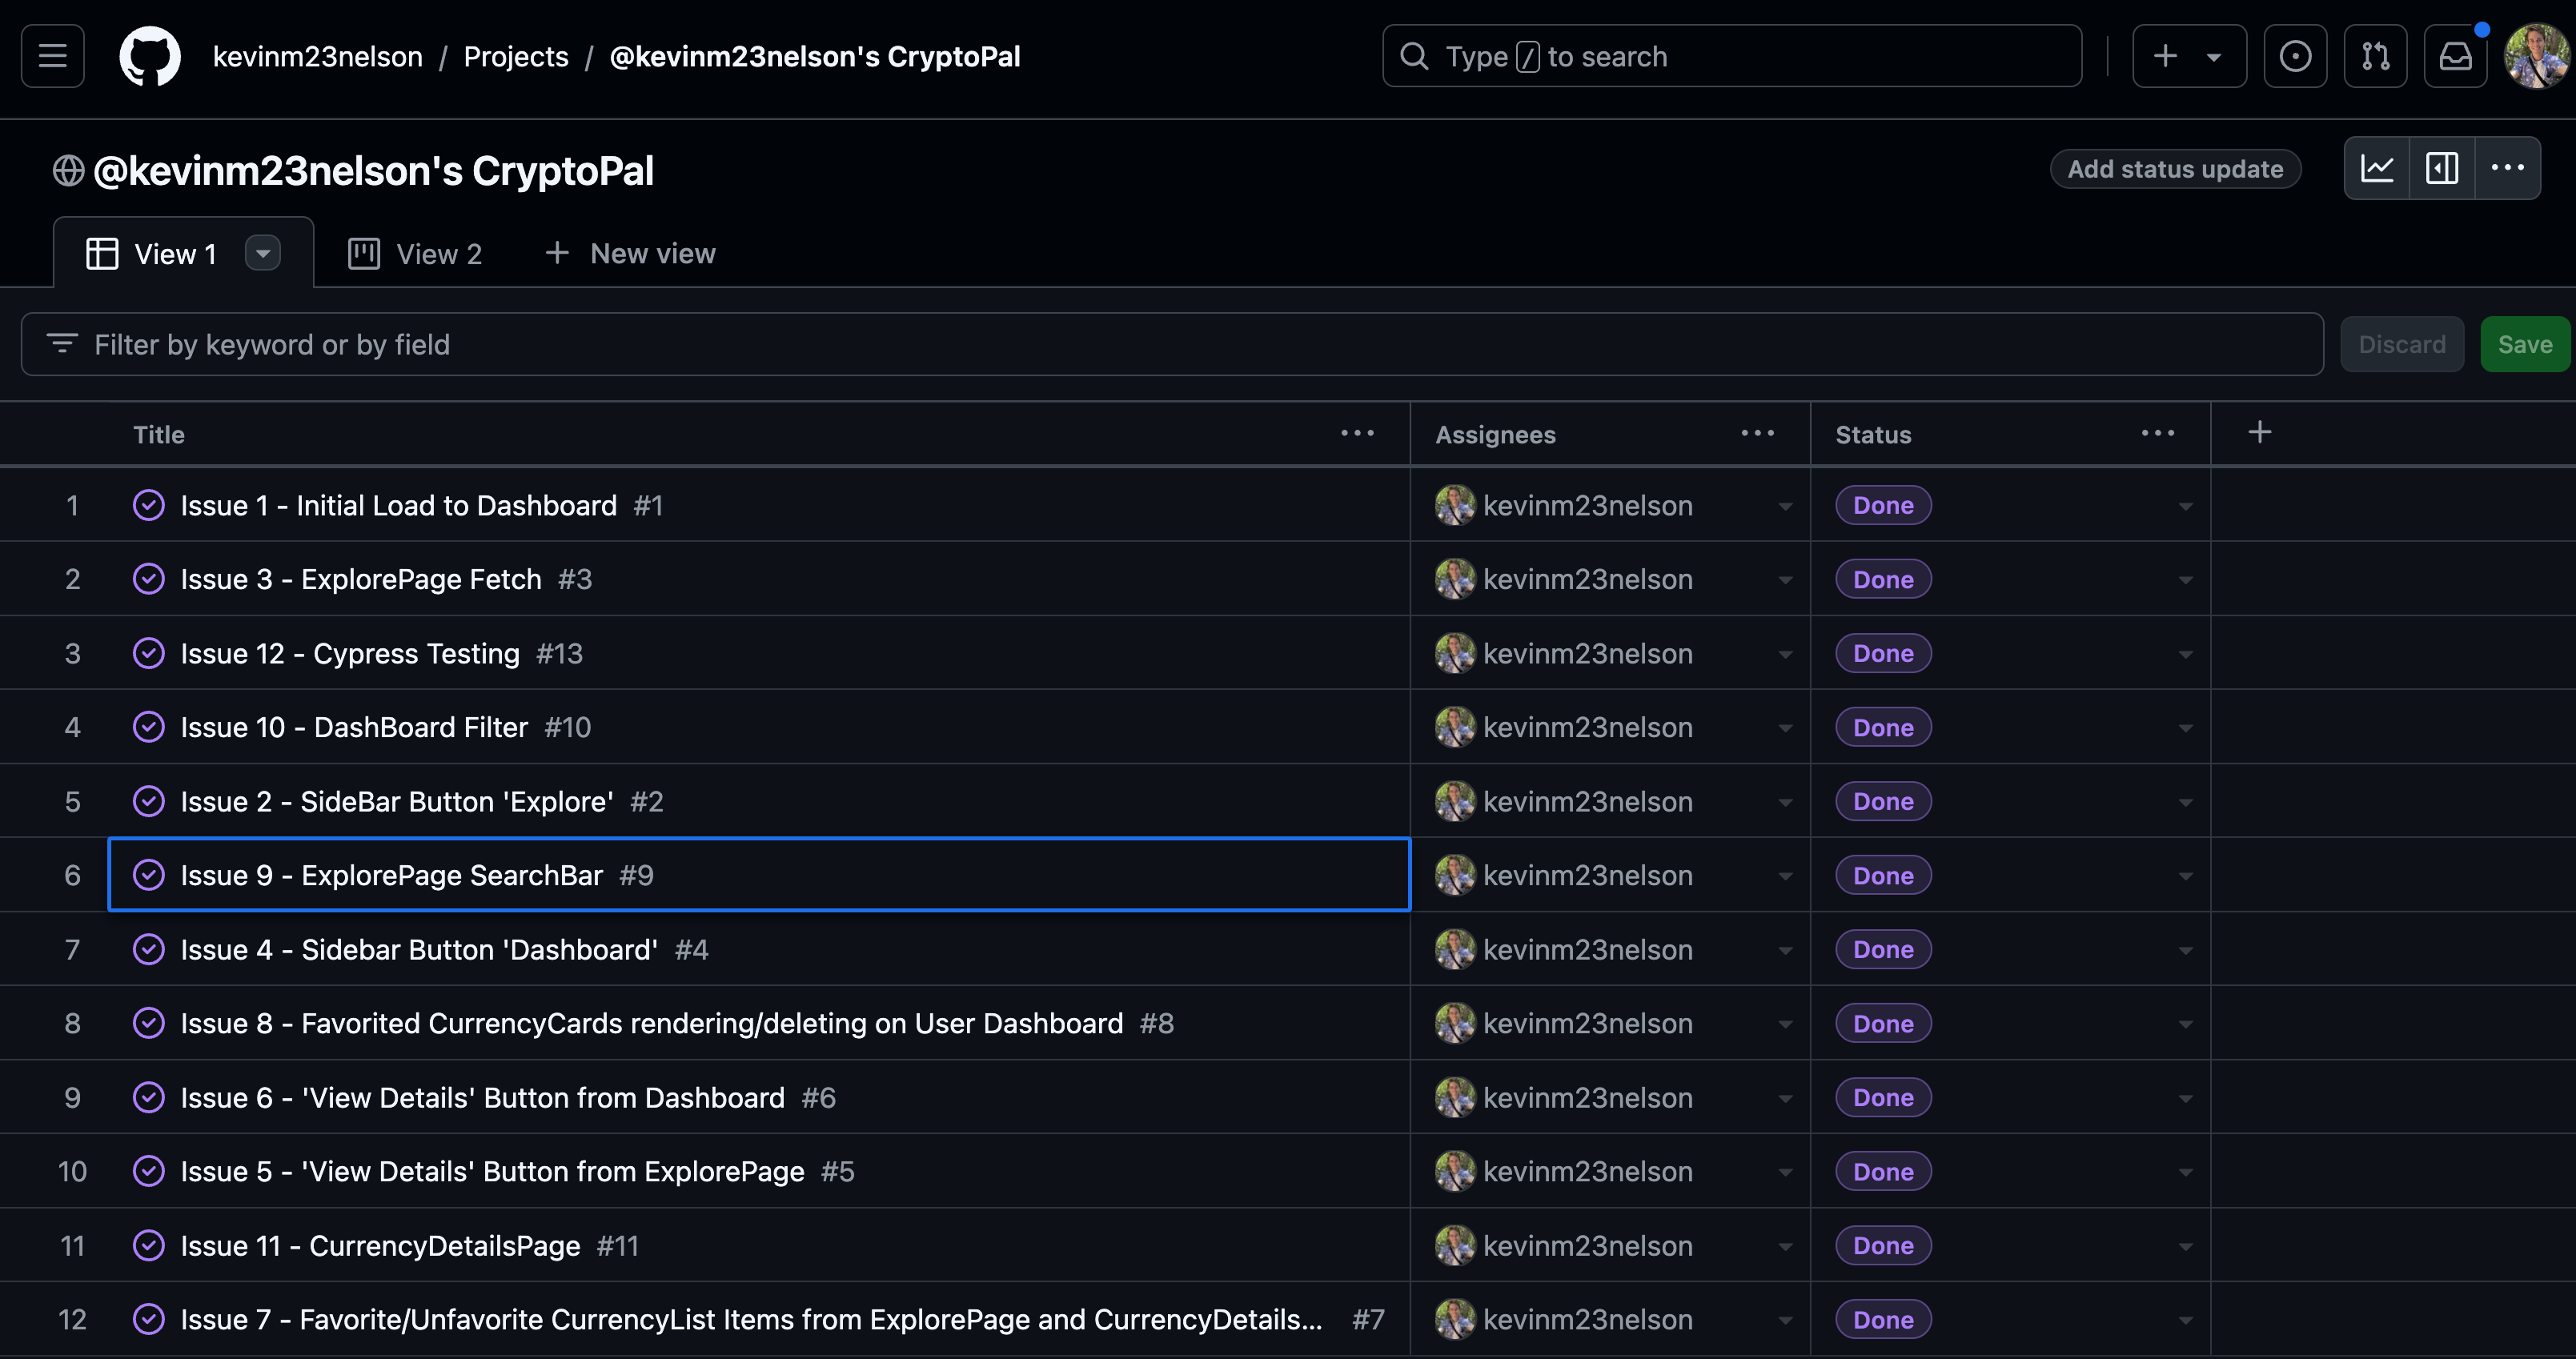 kevinm23nelson / Projects / @kevinm23nelson's CryptoPal
Type / to search
@kevinm23nelson's CryptoPal
Add status update
View 1
View 2
New view
Filter by keyword or by field
Discard
Save
Title
Assignees
Status
1 Issue 1 - Initial Load to Dashboard #1 kevinm23nelson Done
2 Issue 3 - ExplorePage Fetch #3 kevinm23nelson Done
3 Issue 12 - Cypress Testing #13 kevinm23nelson Done
4 Issue 10 - DashBoard Filter #10 kevinm23nelson Done
5 Issue 2 - SideBar Button 'Explore' #2 kevinm23nelson Done
6 Issue 9 - ExplorePage SearchBar #9 kevinm23nelson Done
7 Issue 4 - Sidebar Button 'Dashboard' #4 kevinm23nelson Done
8 Issue 8 - Favorited CurrencyCards rendering/deleting on User Dashboard #8 kevinm23nelson Done
9 Issue 6 - 'View Details' Button from Dashboard #6 kevinm23nelson Done
10 Issue 5 - 'View Details' Button from ExplorePage #5 kevinm23nelson Done
11 Issue 11 - CurrencyDetailsPage #11 kevinm23nelson Done
12 Issue 7 - Favorite/Unfavorite CurrencyList Items from ExplorePage and CurrencyDetails... #7 kevinm23nelson Done